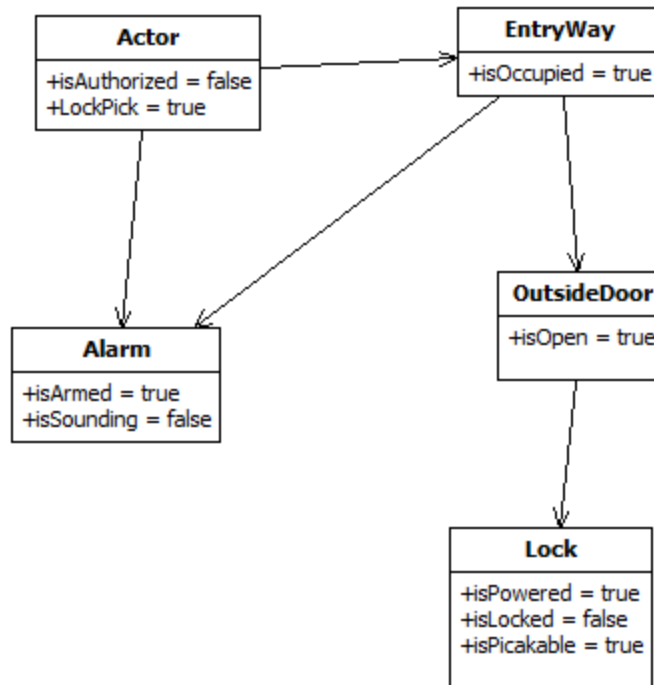 Actor
+isAuthorized = false
+LockPick = true
EntryWay
+isOccupied = true
Alarm
+isArmed = true
+isSounding = false
OutsideDoor
+isOpen = true
Lock
+isPowered = true
+isLocked = false
+isPicakable = true